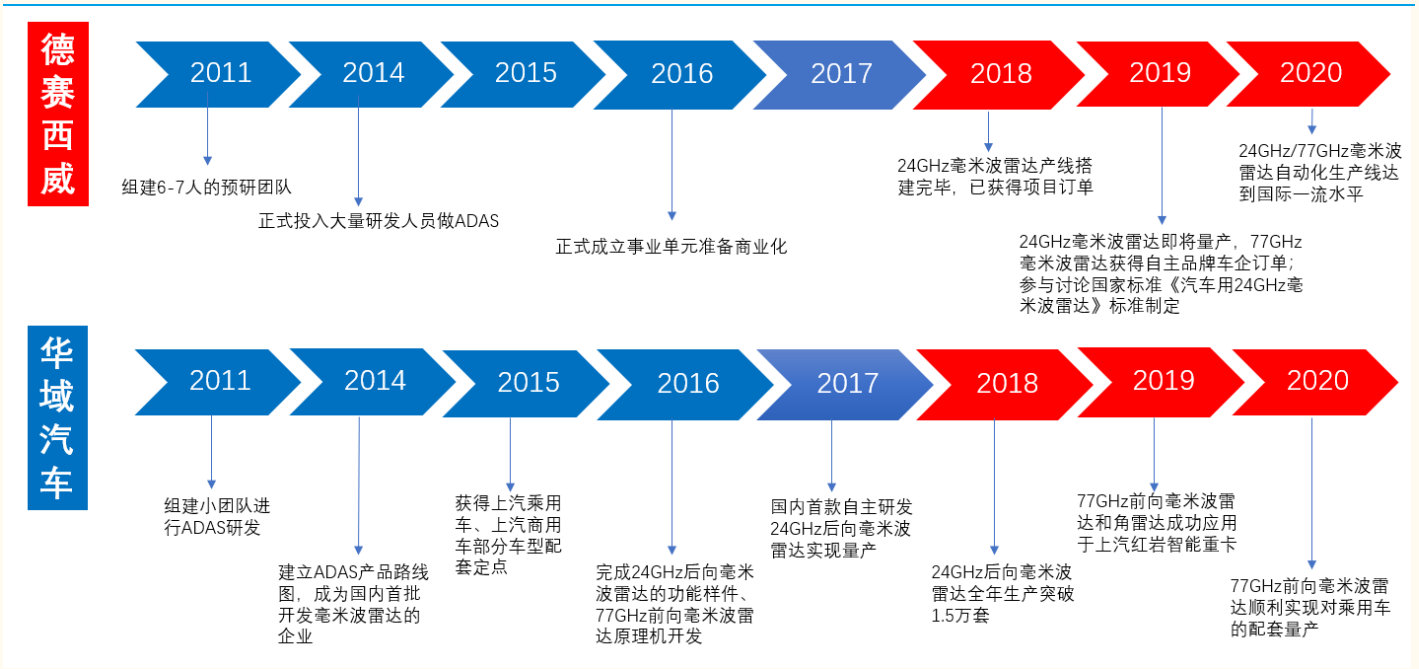 德赛西威
2011
2014
2015
2016
2017
2018
2019
2020
组建6-7人的预研团队
正式投入大量研发人员做ADAS
正式成立事业单元准备商业化
24GHz毫米波雷达产线搭
建完毕，已获得项目订单
24GHz毫米波雷达即将量产，77GHz
毫米波雷达获得自主品牌车企订单；
参与讨论国家标准《汽车用24GHz毫
米波雷达》标准制定
24GHz/77GHz毫米波
雷达自动化生产线达
到国际一流水平
华域汽车
2011
2014
2015
2016
2017
2018
2019
2020
组建小团队进
行ADAS研发
建立ADAS产品路线
图，成为国内首批
开发毫米波雷达的
企业
获得上汽乘用
车、上汽商用
车部分车型配
套定点
完成24GHz后向毫米
波雷达的功能样件、
77GHz前向毫米波雷
达原理机开发
国内首款自主研发
24GHz后向毫米波
雷达实现量产
24GHz后向毫米波
雷达全年生产突破
1.5万套
77GHz前向毫米波雷
达和角雷达成功应用
于上汽红岩智能重卡
77GHz前向毫米波雷
达顺利实现对乘用车
的配套量产